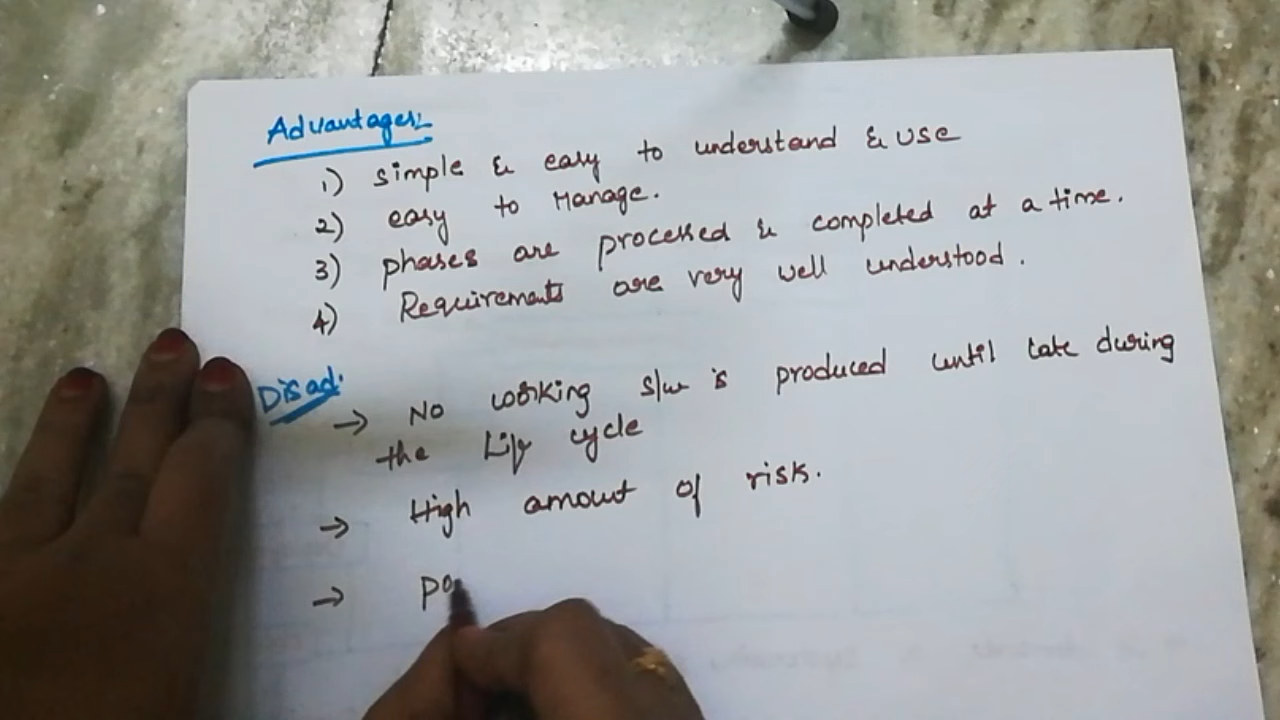 Advantages:-
1) simple & easy to understand & use
2) easy to Manage.
3) phases are processed & completed at a time.
4) Requirements are very well understood.
Disad:
→ No working s/w is produced until late during
the Life cycle
→ High amount of risk.
→ po